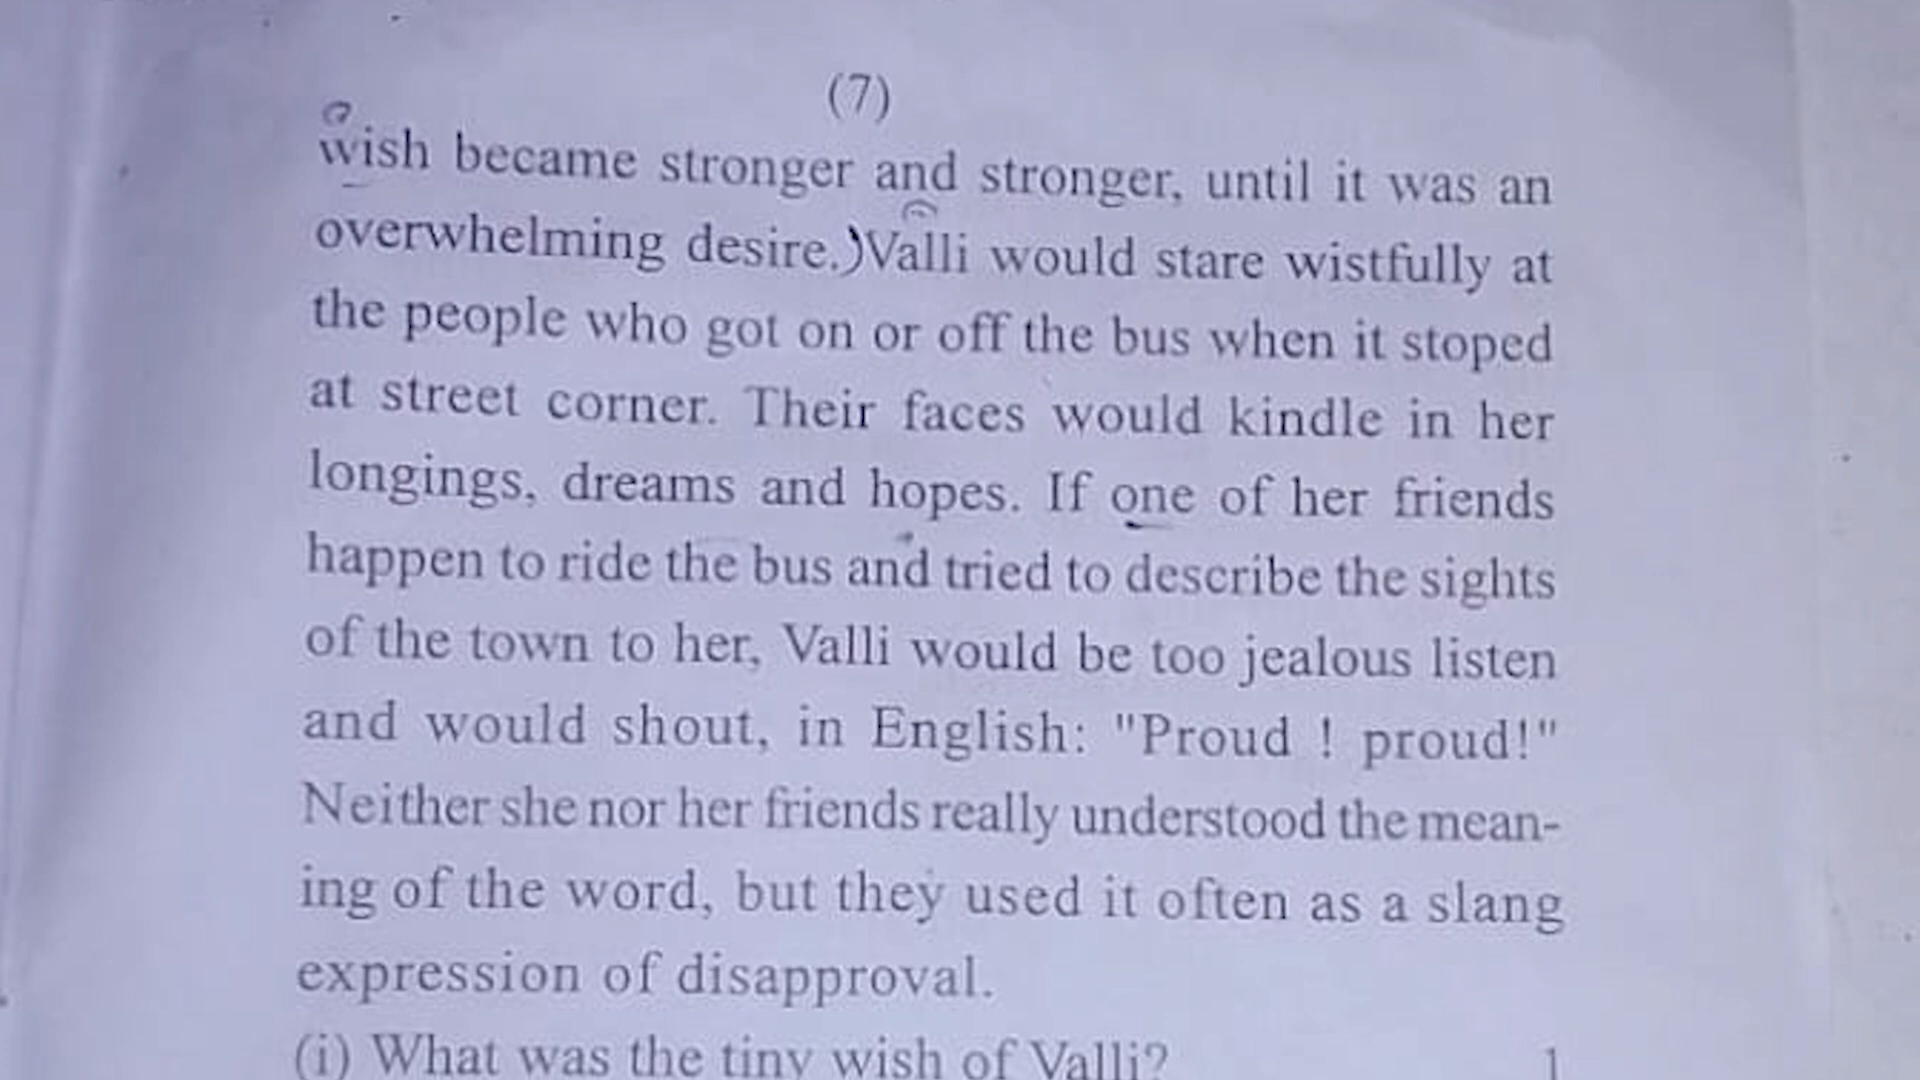 (7)
wish became stronger and stronger, until it was an
overwhelming desire.) Valli would stare wistfully at
the people who got on or off the bus when it stoped
at street corner. Their faces would kindle in her
longings, dreams and hopes. If one of her friends
happen to ride the bus and tried to describe the sights
of the town to her, Valli would be too jealous listen
and would shout, in English: "Proud ! proud!"
Neither she nor her friends really understood the mean-
ing of the word, but they used it often as a slang
expression of disapproval.
(i) What was the tiny wish of Valli? 1